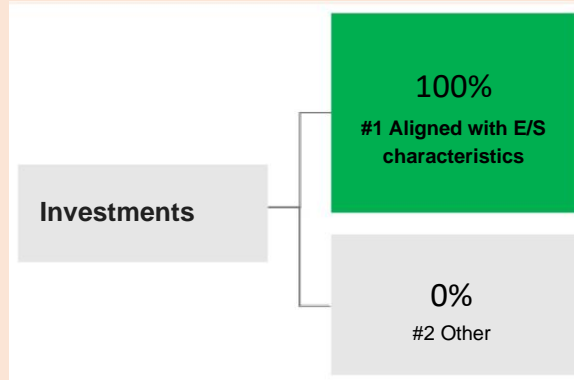 Investments
100%
#1 Aligned with E/S
characteristics
0%
#2 Other